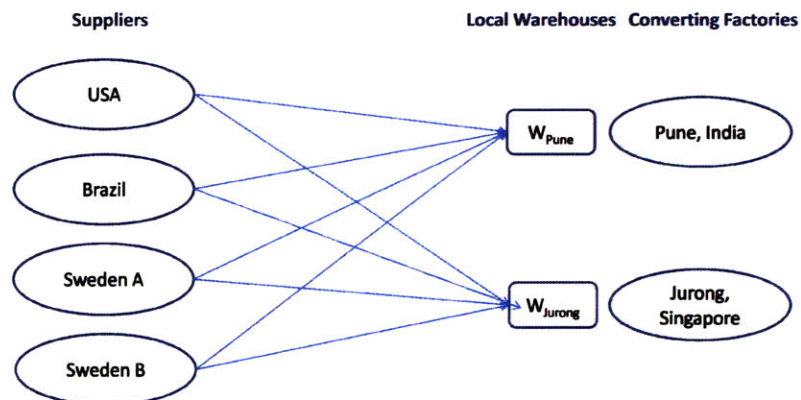 Suppliers
Local Warehouses
Converting Factories
USA
W_Pune
Pune, India
Brazil
Sweden A
W_Jurong
Jurong,
Singapore
Sweden B